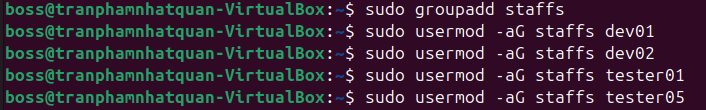 boss@tranphamnhatquan-VirtualBox:~$ sudo groupadd staffs
boss@tranphamnhatquan-VirtualBox:~$ sudo usermod -aG staffs dev01
boss@tranphamnhatquan-VirtualBox:~$ sudo usermod -aG staffs dev02
boss@tranphamnhatquan-VirtualBox:~$ sudo usermod -aG staffs tester01
boss@tranphamnhatquan-VirtualBox:~$ sudo usermod -aG staffs tester05